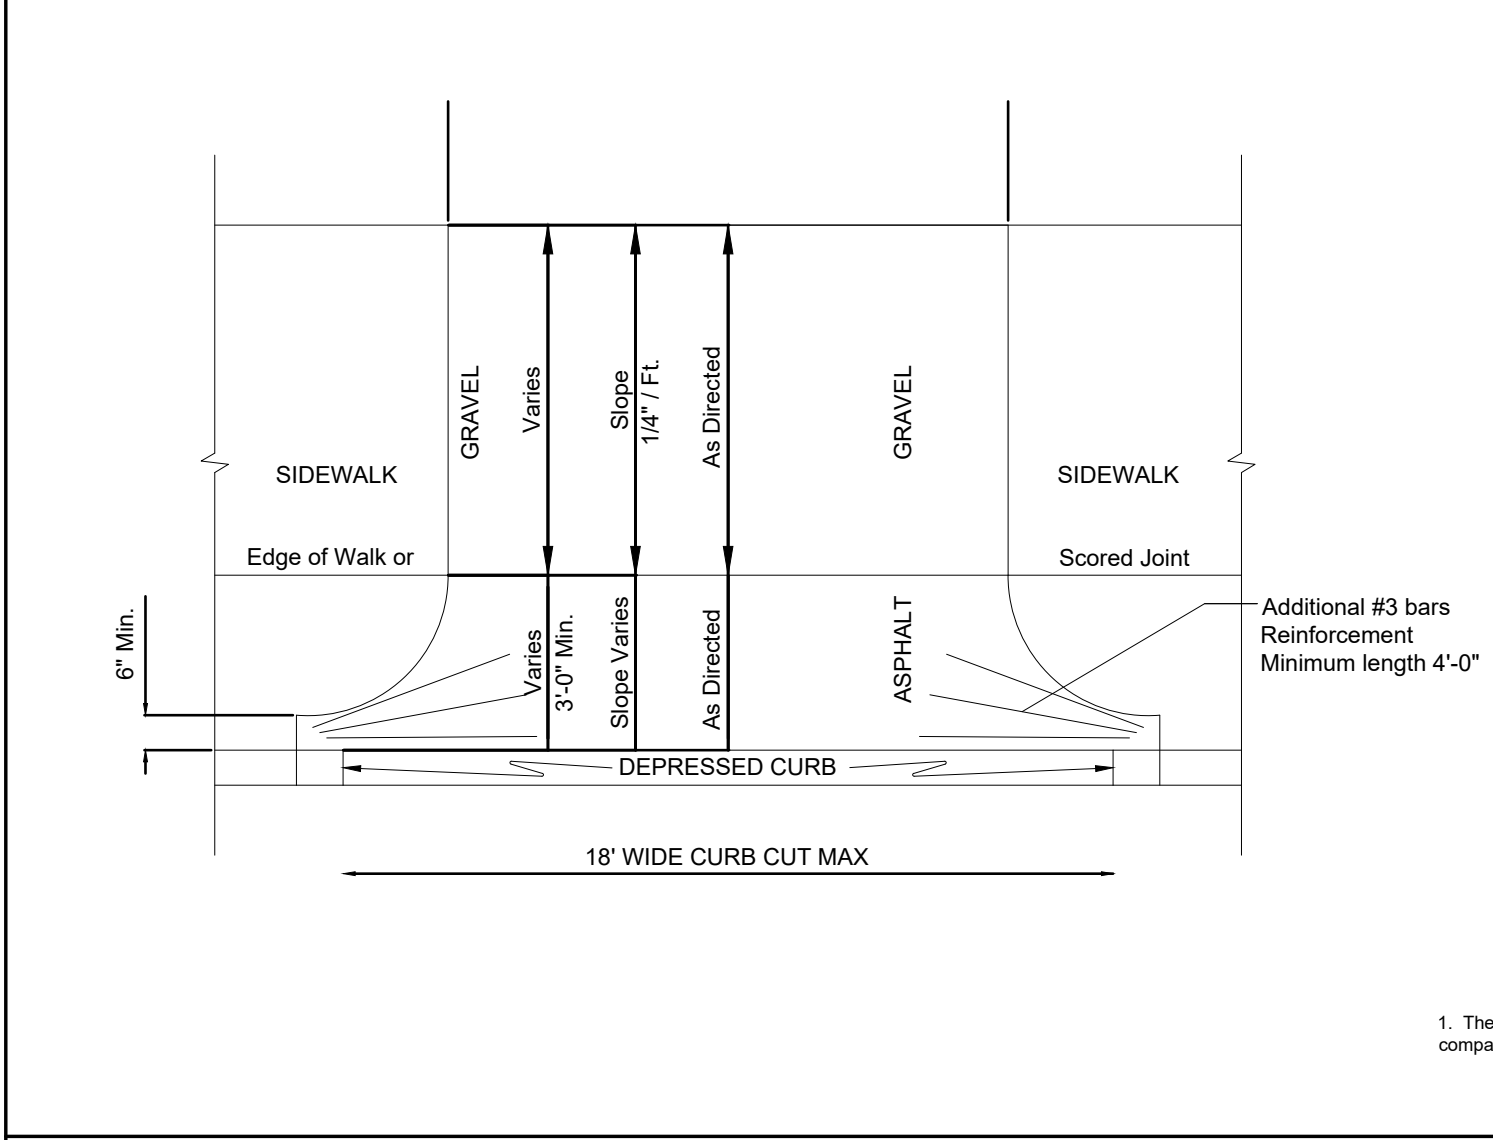 GRAVEL
Varies
Slope
1/4" / Ft.
As Directed
GRAVEL
SIDEWALK
SIDEWALK
Edge of Walk or
Scored Joint
6" Min.
Varies
3'-0" Min.
Slope Varies
As Directed
ASPHALT
Additional #3 bars
Reinforcement
Minimum length 4'-0"
DEPRESSED CURB
18' WIDE CURB CUT MAX
1. The
compa